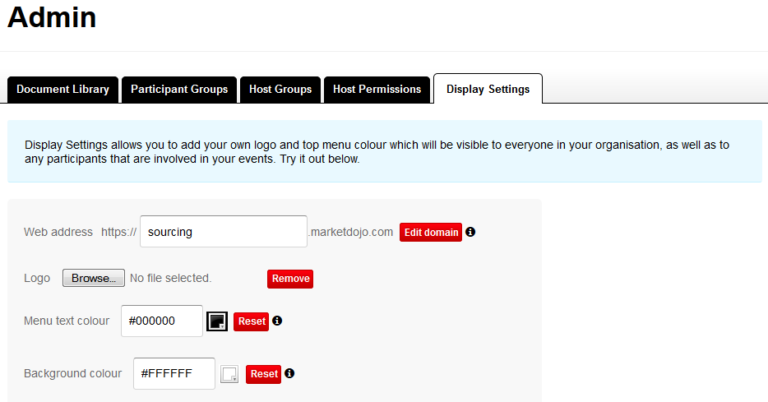 Admin
Document Library Participant Groups Host Groups Host Permissions Display Settings
Display Settings allows you to add your own logo and top menu colour which will be visible to everyone in your organisation, as well as to
any participants that are involved in your events. Try it out below.
Web address https:// sourcing .marketdojo.com Edit domain
Logo Browse... No file selected. Remove
Menu text colour #000000 Reset
Background colour #FFFFFF Reset